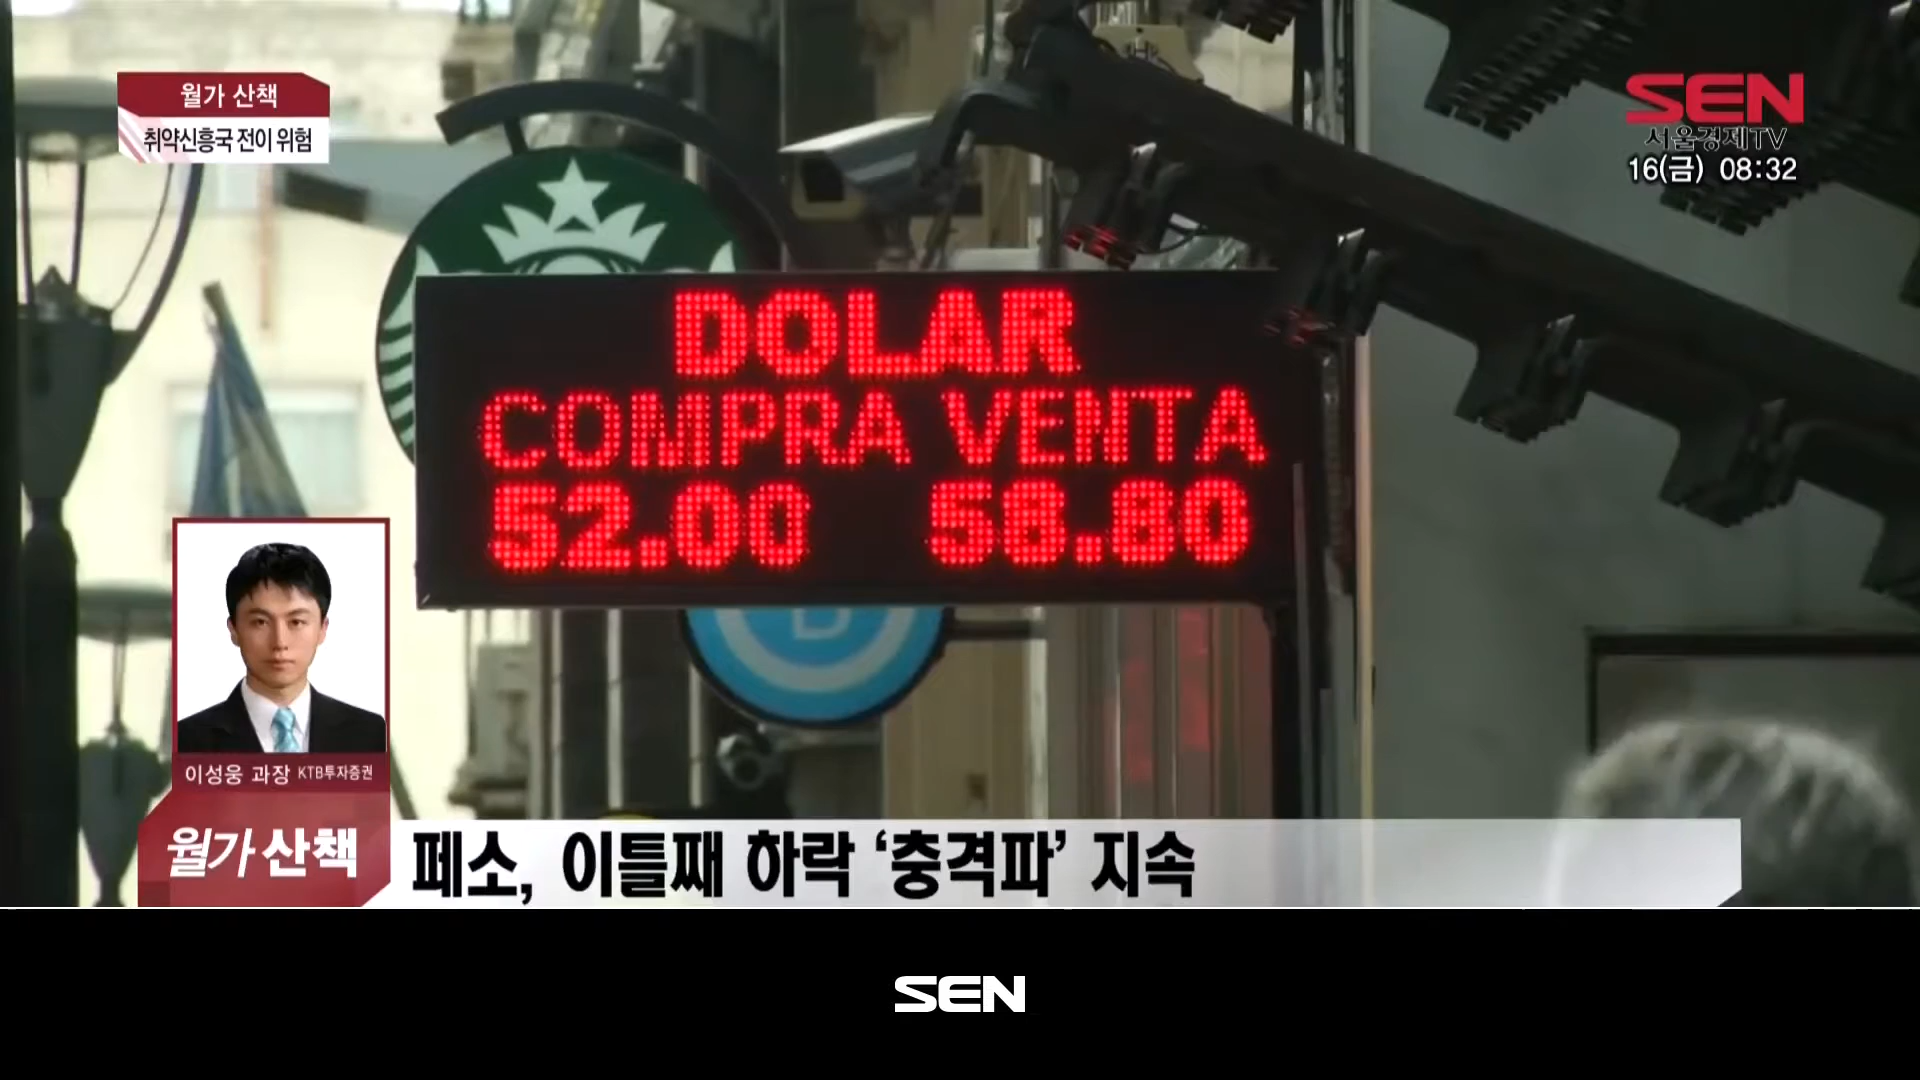 월가 산책
취약신흥국 전이 위험
SEN
서울경제TV
16(금) 08:32
DOLAR
COMPRA VENTA
52.00 58.80
이성웅 과장 KTB투자증권
월가 산책
페소, 이틀째 하락 ‘충격파’ 지속
SEN